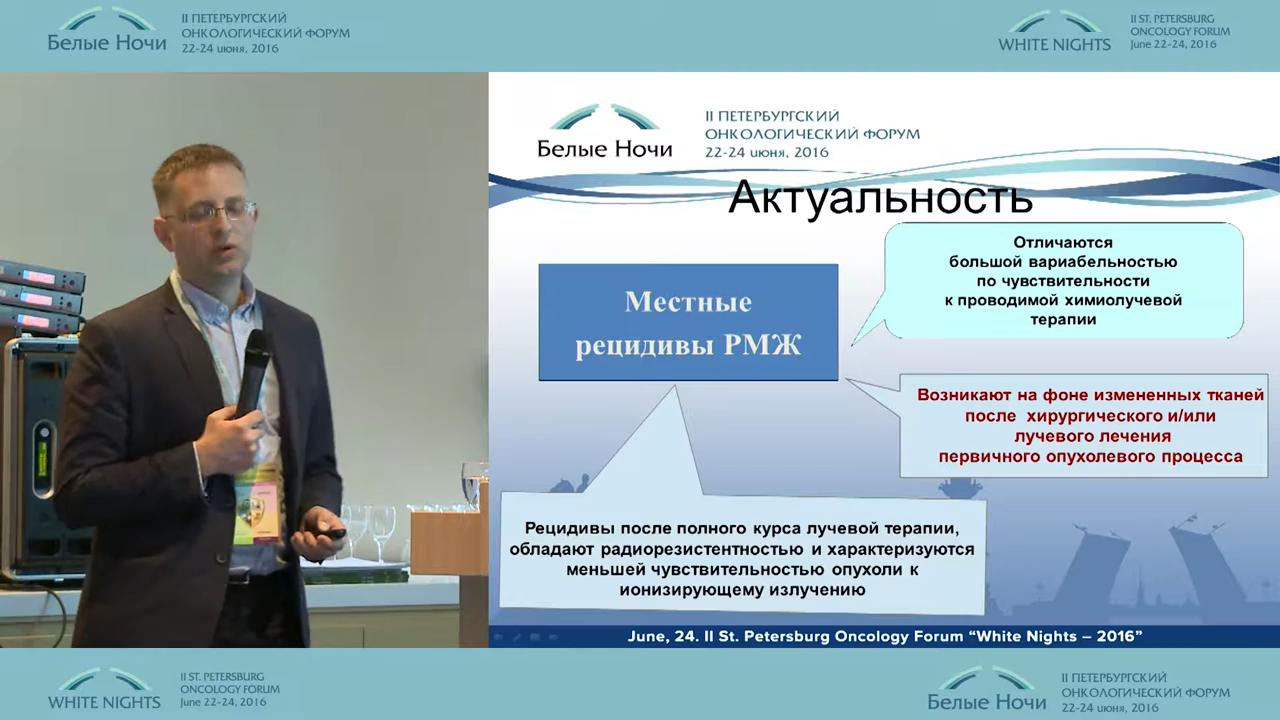 Белые Ночи
II ПЕТЕРБУРГСКИЙ
ОНКОЛОГИЧЕСКИЙ ФОРУМ
22-24 июня, 2016
WHITE NIGHTS
II ST. PETERSBURG
ONCOLOGY FORUM
June 22-24, 2016
Белые Ночи
II ПЕТЕРБУРГСКИЙ
ОНКОЛОГИЧЕСКИЙ ФОРУМ
22-24 июня, 2016
Актуальность
Местные
рецидивы РМЖ
Отличаются
большой вариабельностью
по чувствительности
к проводимой химиолучевой
терапии
Возникают на фоне измененных тканей
после хирургического и/или
лучевого лечения
первичного опухолевого процесса
Рецидивы после полного курса лучевой терапии,
обладают радиорезистентностью и характеризуются
меньшей чувствительностью опухоли к
ионизирующему излучению
June, 24. II St. Petersburg Oncology Forum “White Nights – 2016”
WHITE NIGHTS
II ST. PETERSBURG
ONCOLOGY FORUM
June 22-24, 2016
Белые Ночи
II ПЕТЕРБУРГСКИЙ
ОНКОЛОГИЧЕСКИЙ ФОРУМ
22-24 июня, 2016